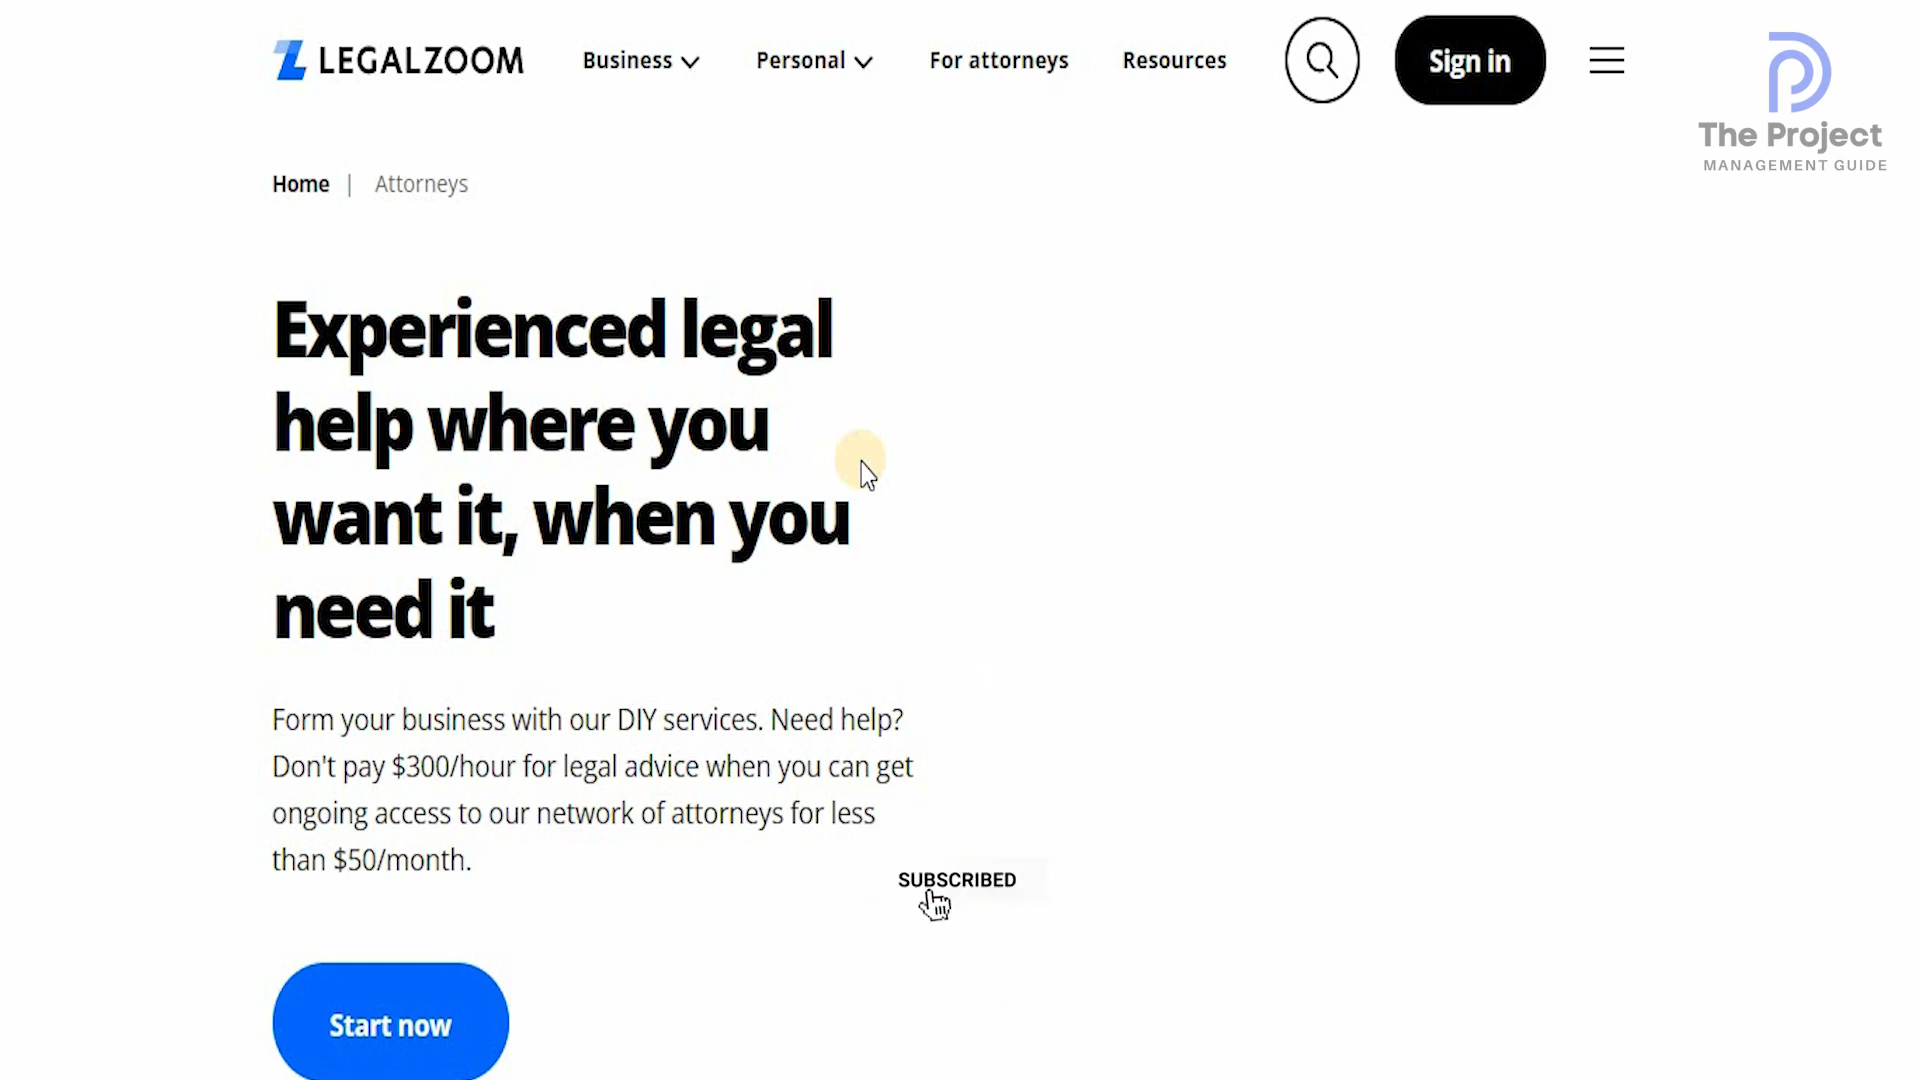 LEGALZOOM
Business
Personal
For attorneys
Resources
Sign in
The Project
MANAGEMENT GUIDE
Home | Attorneys
Experienced legal
help where you
want it, when you
need it
Form your business with our DIY services. Need help?
Don't pay $300/hour for legal advice when you can get
ongoing access to our network of attorneys for less
than $50/month.
SUBSCRIBED
Start now